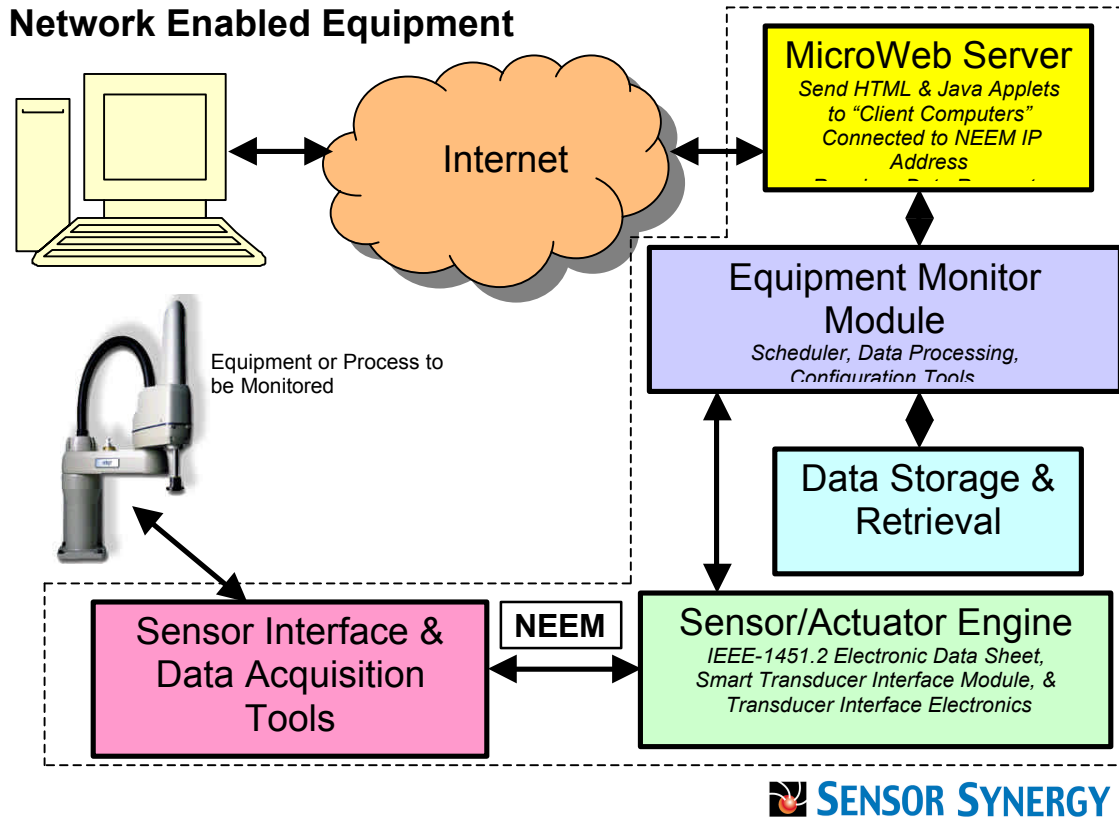 Network Enabled Equipment
MicroWeb Server
Send HTML & Java Applets
to “Client Computers”
Connected to NEEM IP
Address
Internet
Equipment Monitor
Module
Scheduler, Data Processing,
Configuration Tools
Equipment or Process to
be Monitored
Data Storage &
Retrieval
NEEM
Sensor Interface &
Data Acquisition
Tools
Sensor/Actuator Engine
IEEE-1451.2 Electronic Data Sheet,
Smart Transducer Interface Module, &
Transducer Interface Electronics
SENSOR SYNERGY